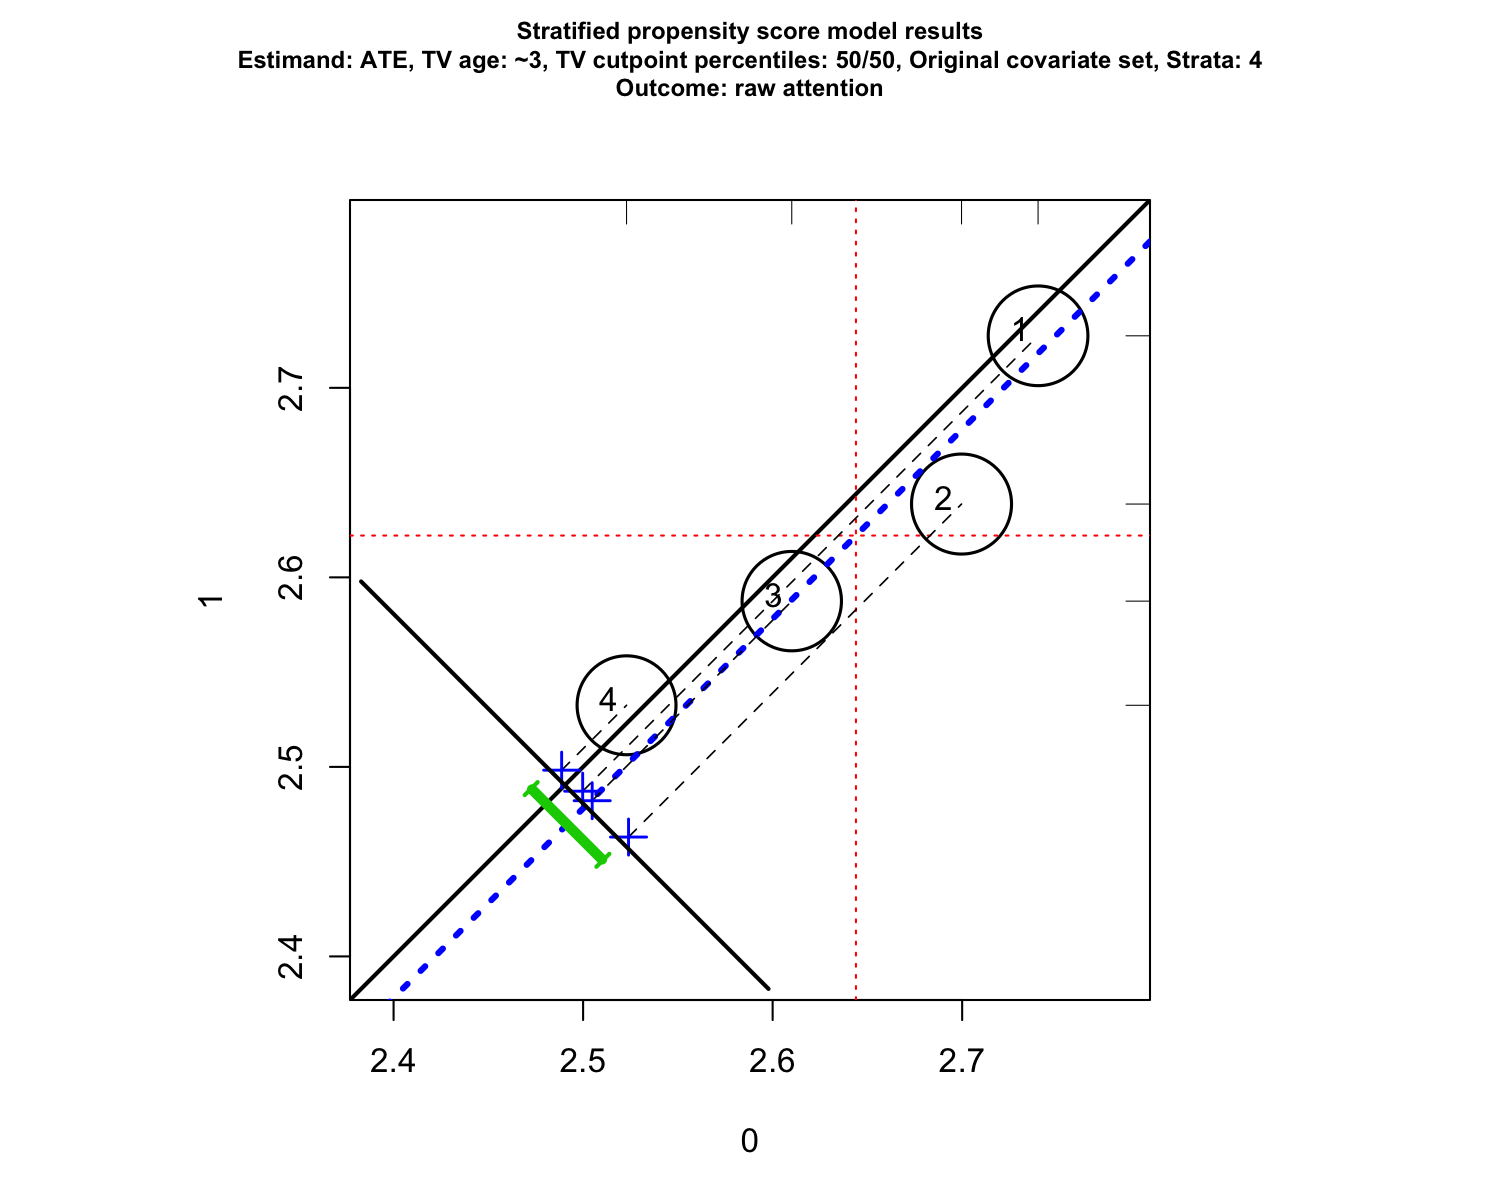 Stratified propensity score model results
Estimand: ATE, TV age: ~3, TV cutpoint percentiles: 50/50, Original covariate set, Strata: 4
Outcome: raw attention
1
2
3
4
2.7
2.6
2.5
2.4
1
2.4 2.5 2.6 2.7
0